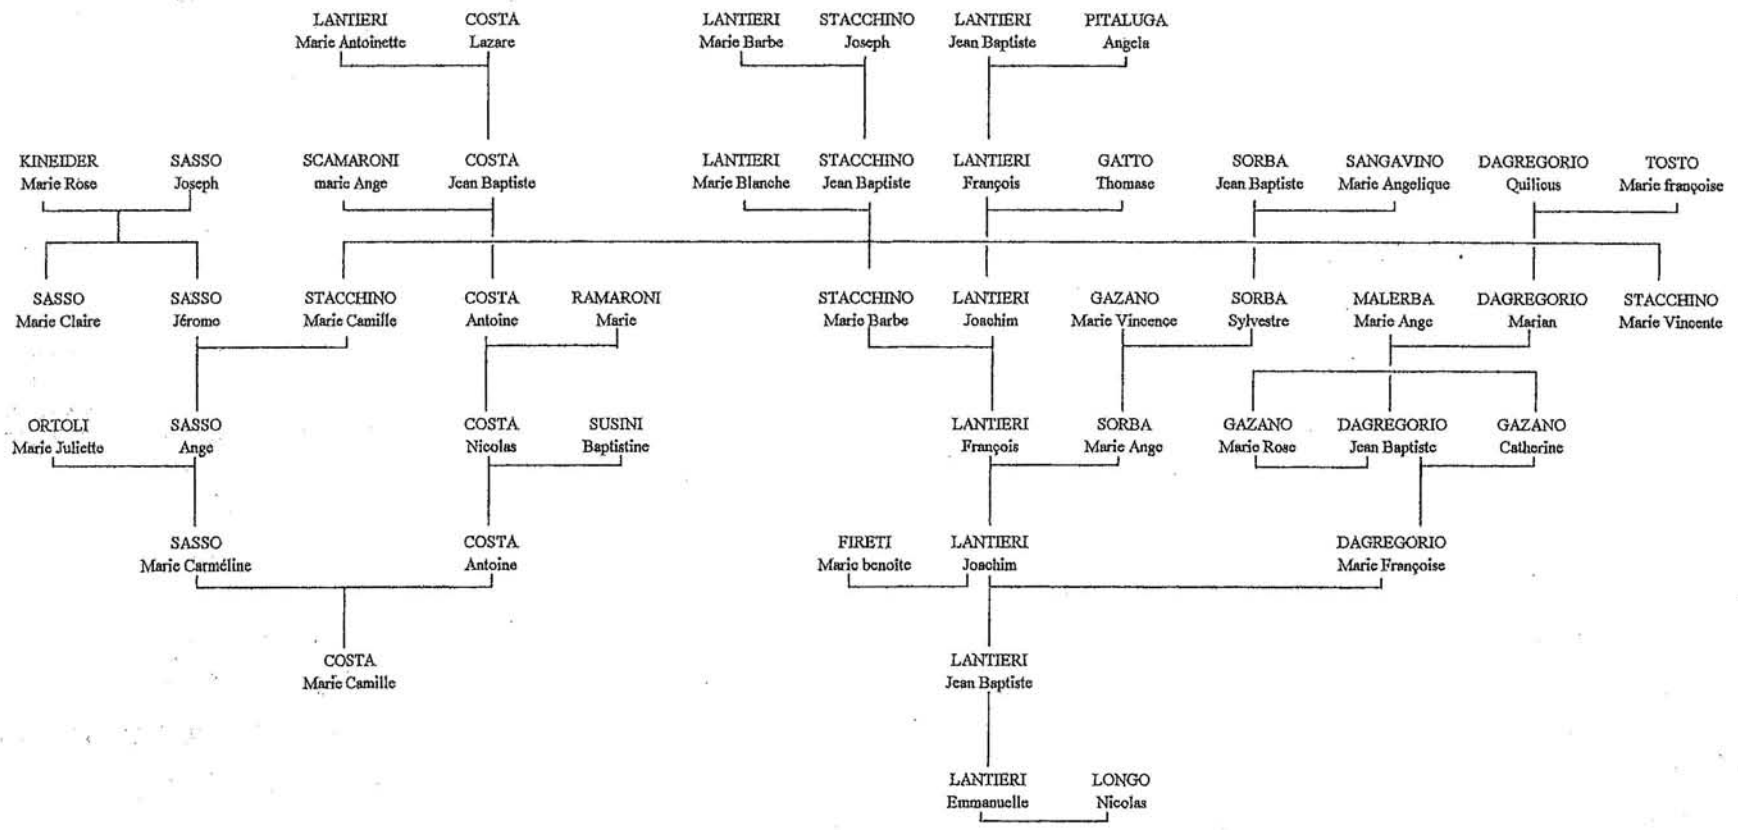 LANTIERI COSTA LANTIERI STACCHINO LANTIERI PITALUGA
Marie Antoinette Lazare Marie Barbe Joseph Jean Baptiste Angela
KINEIDER SASSO SCAMARONI COSTA LANTIERI STACCHINO LANTIERI GATTO SORBA SANGAVINO DAGREGORIO TOSTO
Marie Rose Joseph marie Ange Jean Baptiste Marie Blanche Jean Baptiste François Thomase Jean Baptiste Marie Angelique Quilicus Marie françoise
SASSO SASSO STACCHINO COSTA RAMARONI STACCHINO LANTIERI GAZANO SORBA MALERBA DAGREGORIO STACCHINO
Marie Claire Jérome Marie Camille Antoine Marie Marie Barbe Joachim Marie Vincence Sylvestre Marie Ange Marian Marie Vincente
ORTOLI SASSO COSTA SUSINI LANTIERI SORBA GAZANO DAGREGORIO GAZANO
Marie Juliette Ange Nicolas Baptistine François Marie Ange Marie Rose Jean Baptiste Catherine
SASSO COSTA FIRETI LANTIERI DAGREGORIO
Marie Carméline Antoine Marie benoîte Joachim Marie Françoise
COSTA LANTIERI
Marie Camille Jean Baptiste
LANTIERI LONGO
Emmanuelle Nicolas